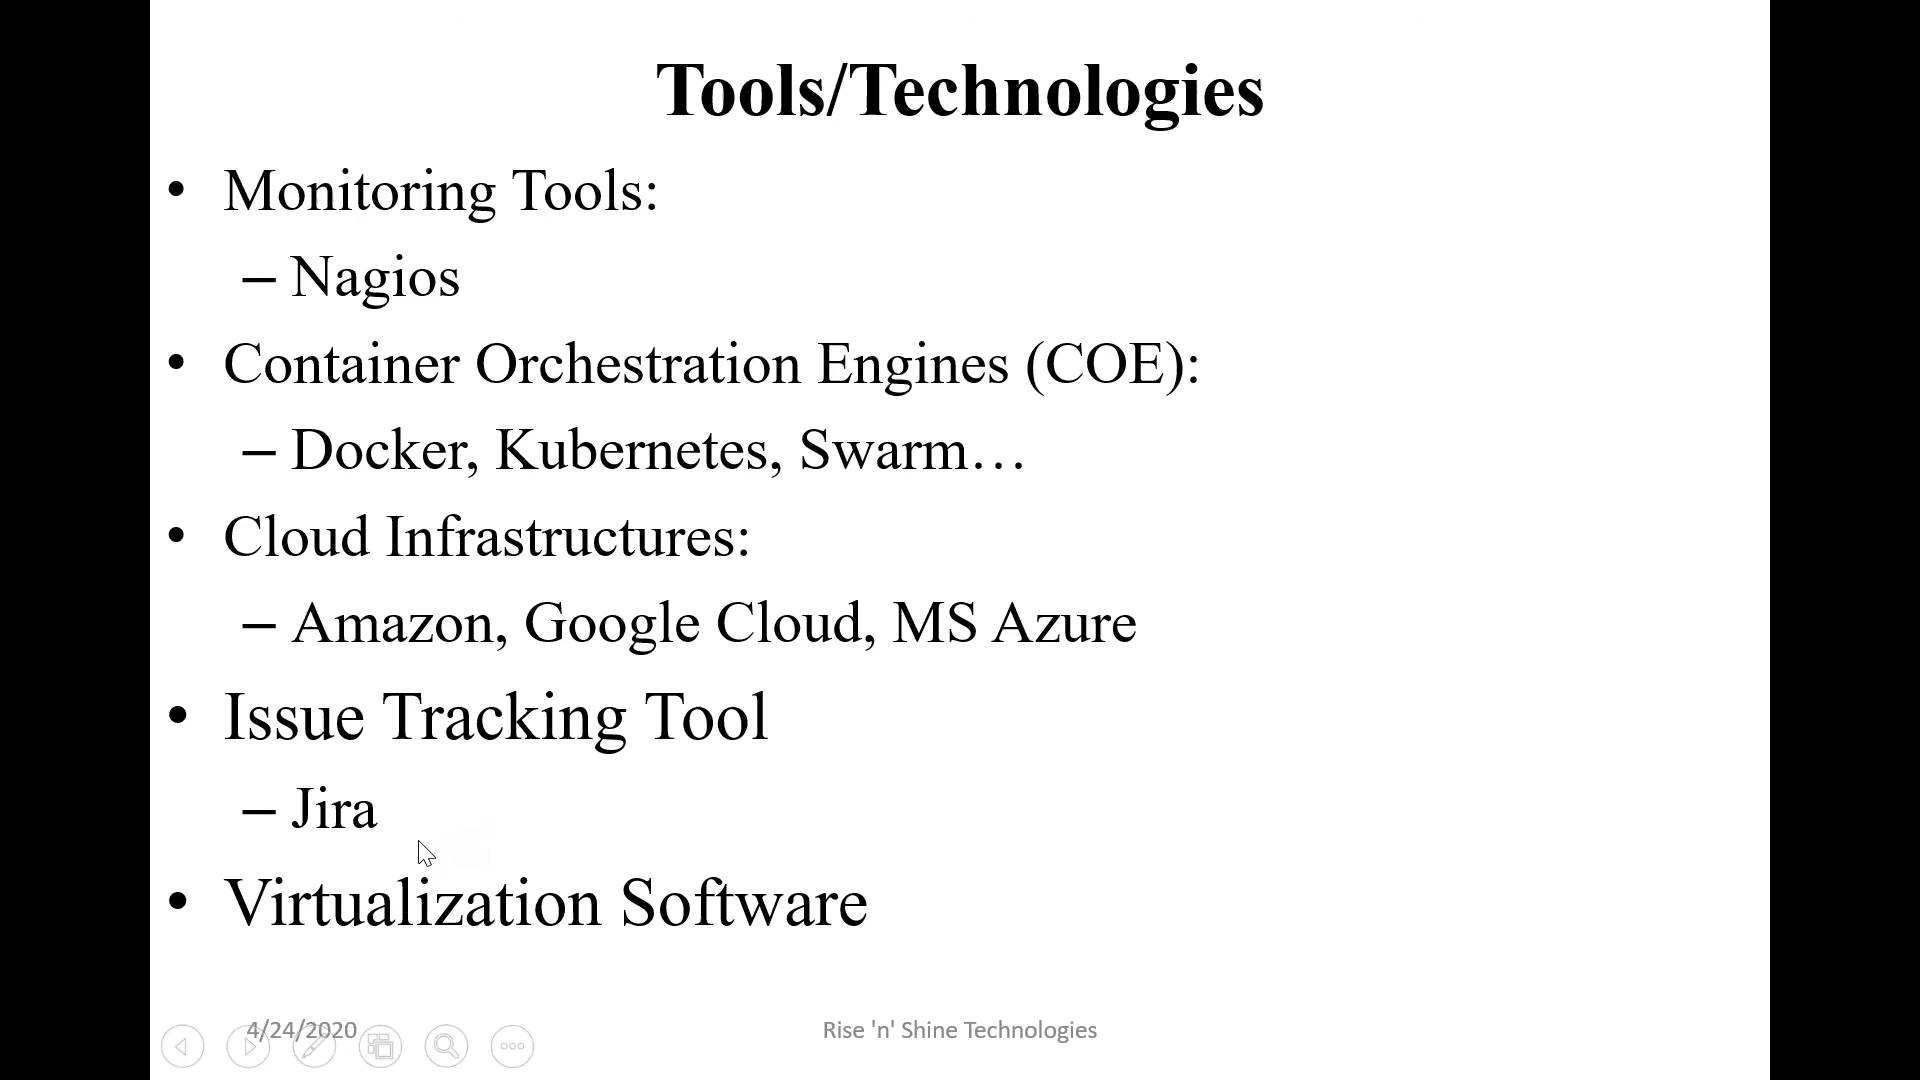 Tools/Technologies
• Monitoring Tools:
– Nagios
• Container Orchestration Engines (COE):
– Docker, Kubernetes, Swarm…
• Cloud Infrastructures:
– Amazon, Google Cloud, MS Azure
• Issue Tracking Tool
– Jira
• Virtualization Software
4/24/2020
Rise 'n' Shine Technologies